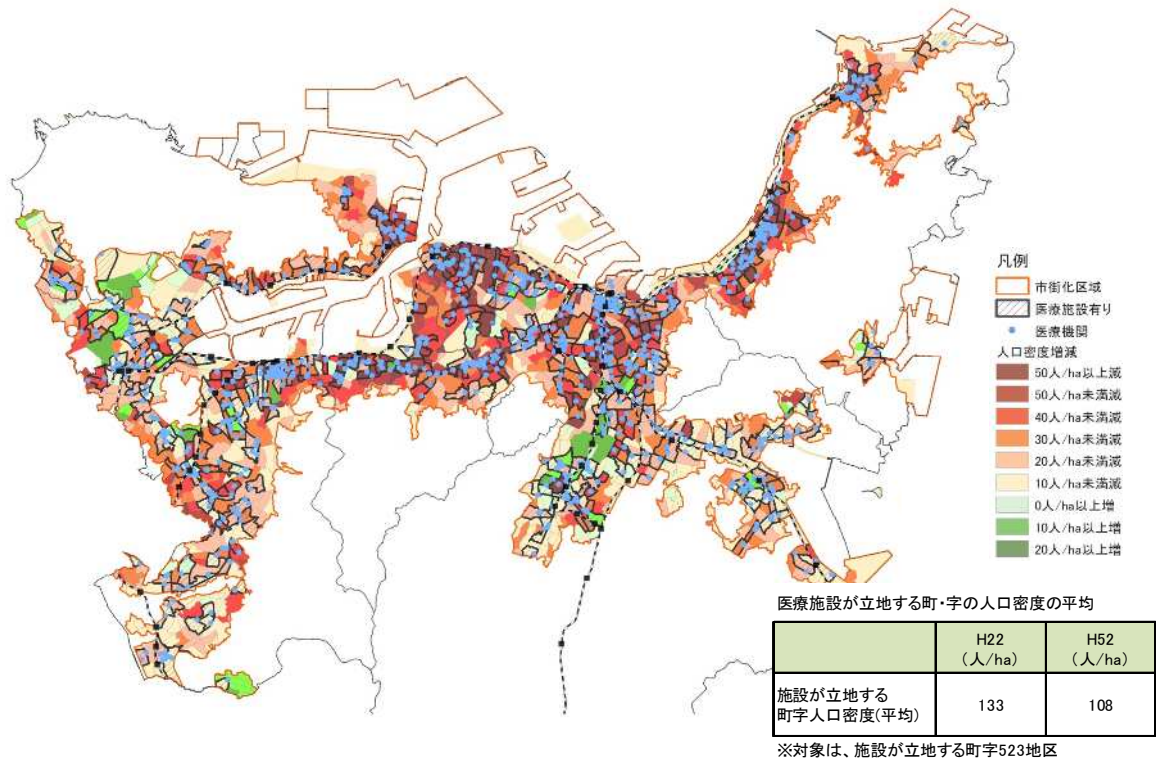 凡例
市街化区域
医療施設有り
医療機関
人口密度増減
50人/ha以上減
50人/ha未満減
40人/ha未満減
30人/ha未満減
20人/ha未満減
10人/ha未満減
0人/ha以上増
10人/ha以上増
20人/ha以上増
医療施設が立地する町・字の人口密度の平均
H22 H52
(人/ha) (人/ha)
施設が立地する
町字人口密度(平均) 133 108
※対象は、施設が立地する町字523地区